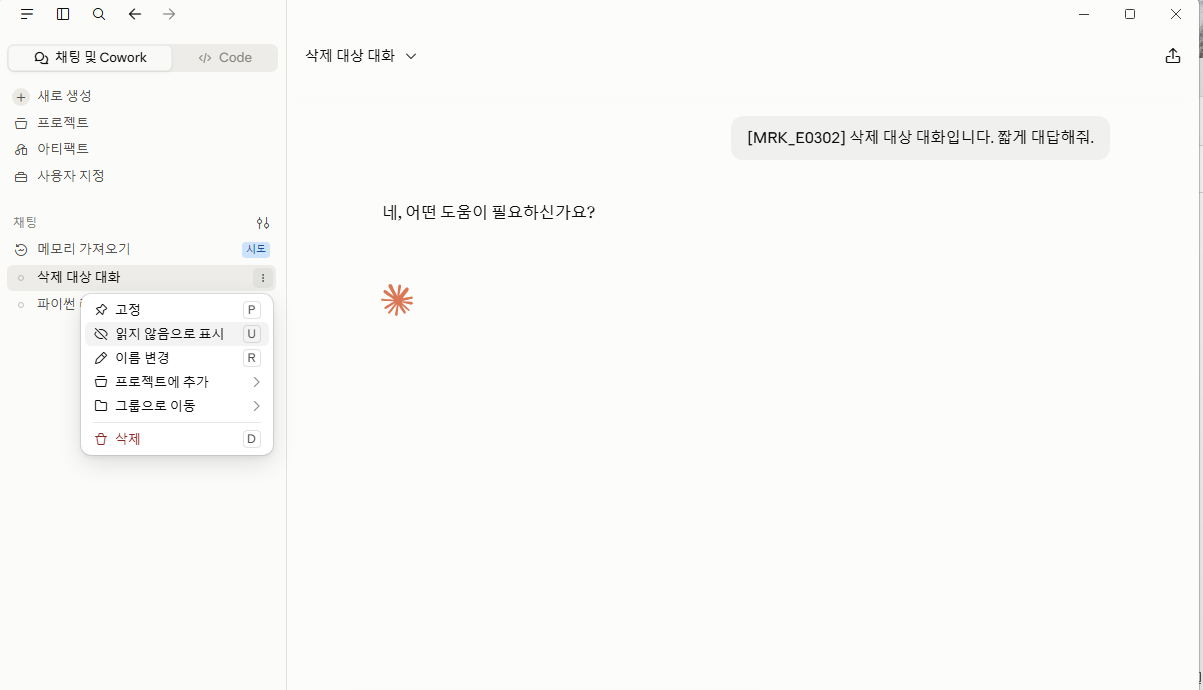 채팅 및 Cowork
Code
새로 생성
프로젝트
아티팩트
사용자 지정
채팅
메모리 가져오기 시도
삭제 대상 대화
파이썬
고정 P
읽지 않음으로 표시 U
이름 변경 R
프로젝트에 추가
그룹으로 이동
삭제 D
삭제 대상 대화
[MRK_E0302] 삭제 대상 대화입니다. 짧게 대답해줘.
네, 어떤 도움이 필요하신가요?